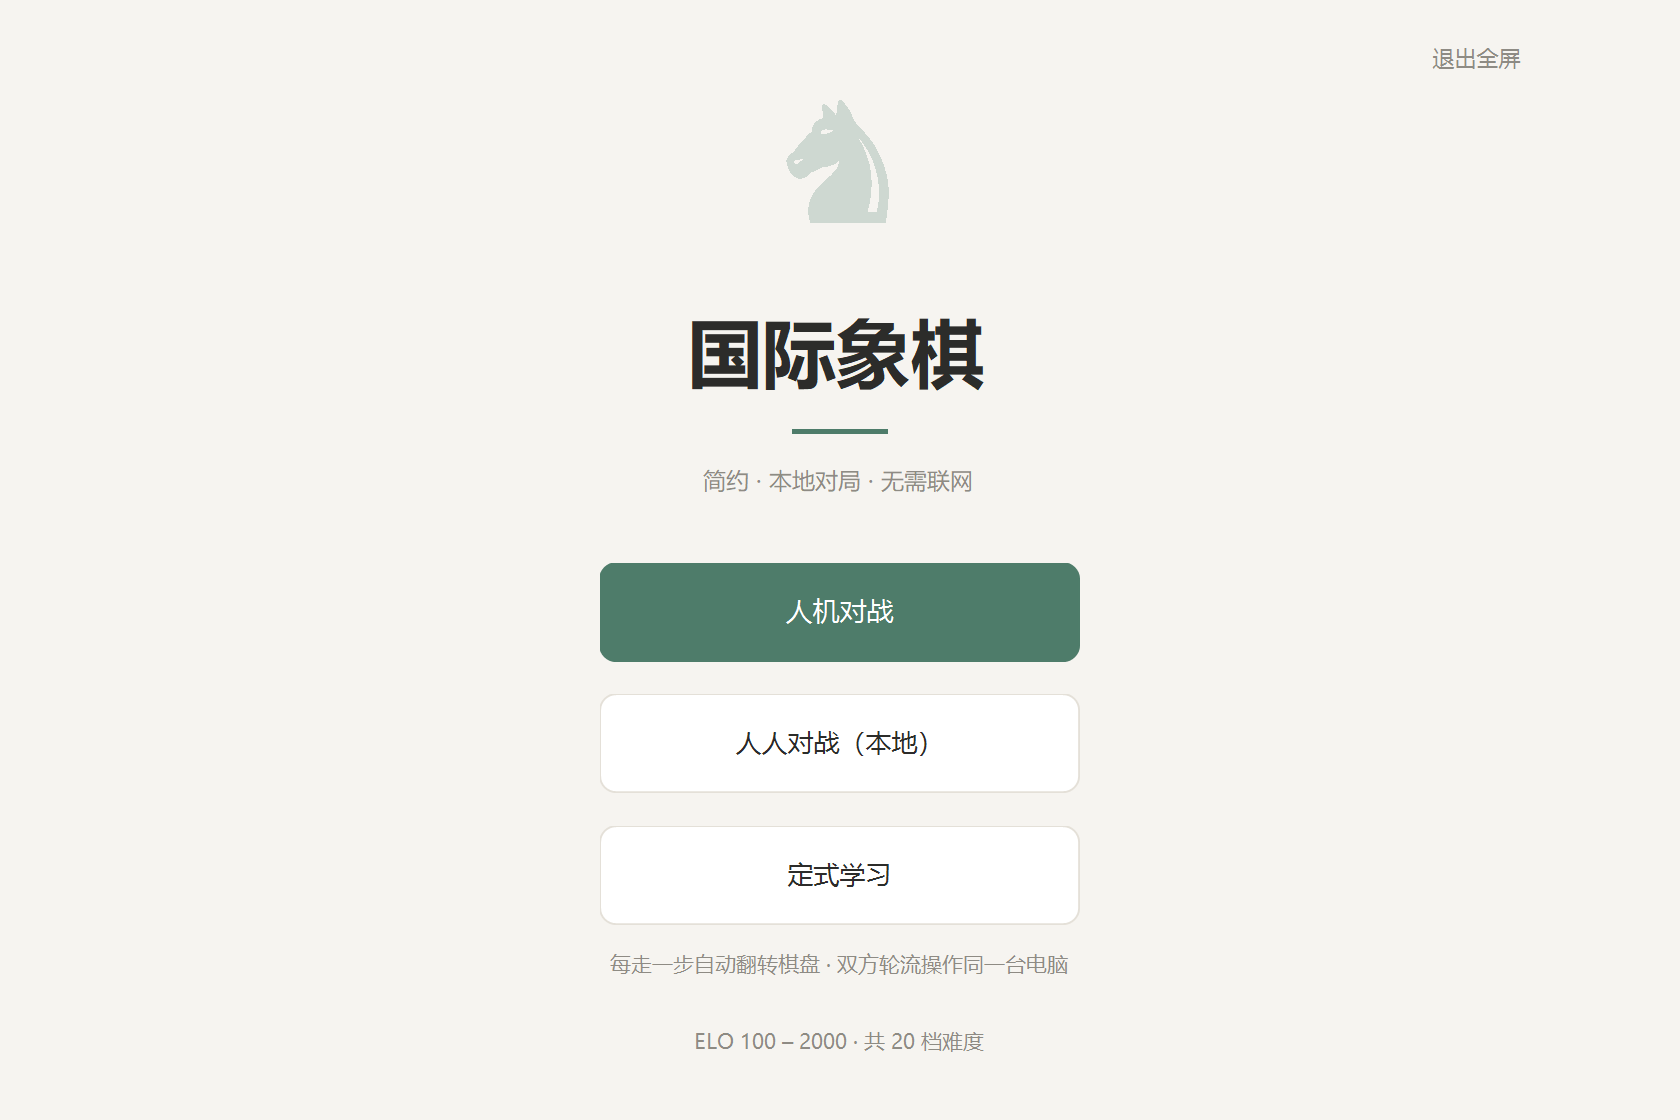 退出全屏
国际象棋
简约 · 本地对局 · 无需联网
人机对战
人人对战（本地）
定式学习
每走一步自动翻转棋盘 · 双方轮流操作同一台电脑
ELO 100 – 2000 · 共 20 档难度